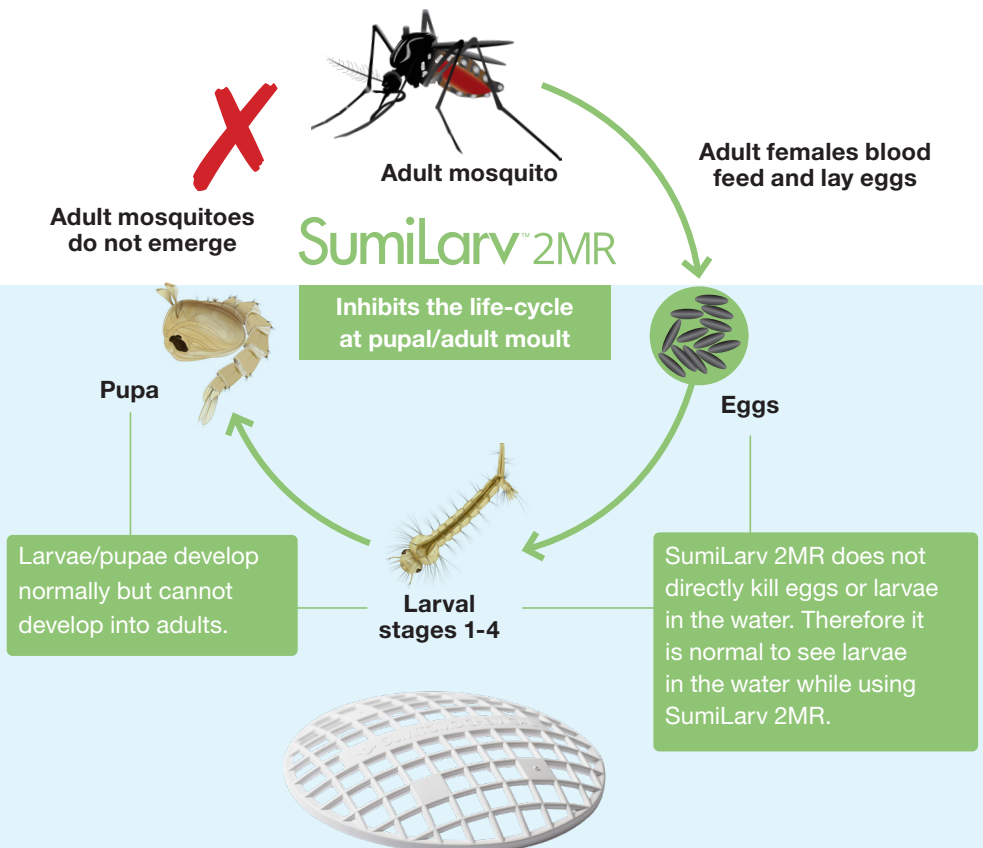 Adult mosquito
Adult females blood
feed and lay eggs
Adult mosquitoes
do not emerge
SumiLarv™ 2MR
Inhibits the life-cycle
at pupal/adult moult
Pupa
Eggs
Larvae/pupae develop
normally but cannot
develop into adults.
Larval
stages 1-4
SumiLarv 2MR does not
directly kill eggs or larvae
in the water. Therefore it
is normal to see larvae
in the water while using
SumiLarv 2MR.